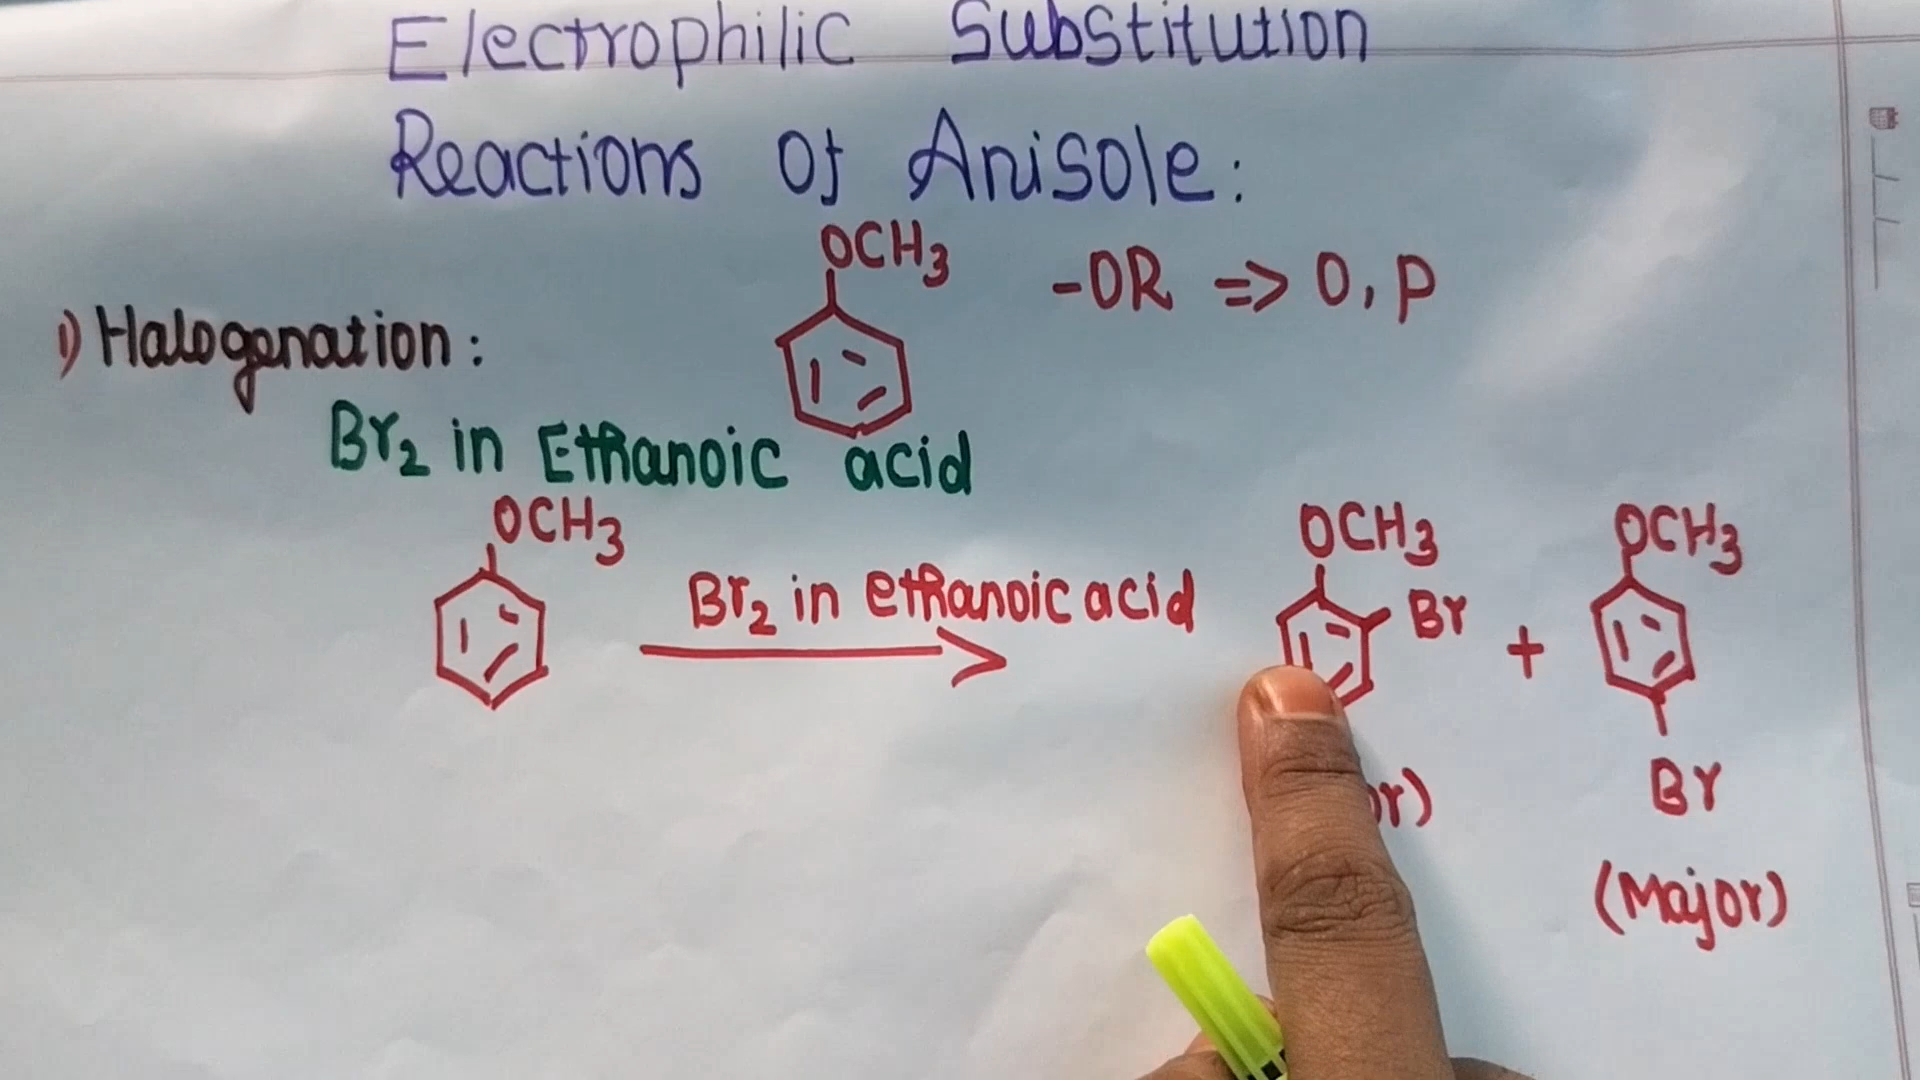 Electrophilic Substitution
Reactions of Anisole:
OCH3 -OR => O, P
1) Halogenation:
Br2 in Ethanoic acid
OCH3 OCH3 OCH3
Br2 in ethanoic acid Br +
Br
(Major)